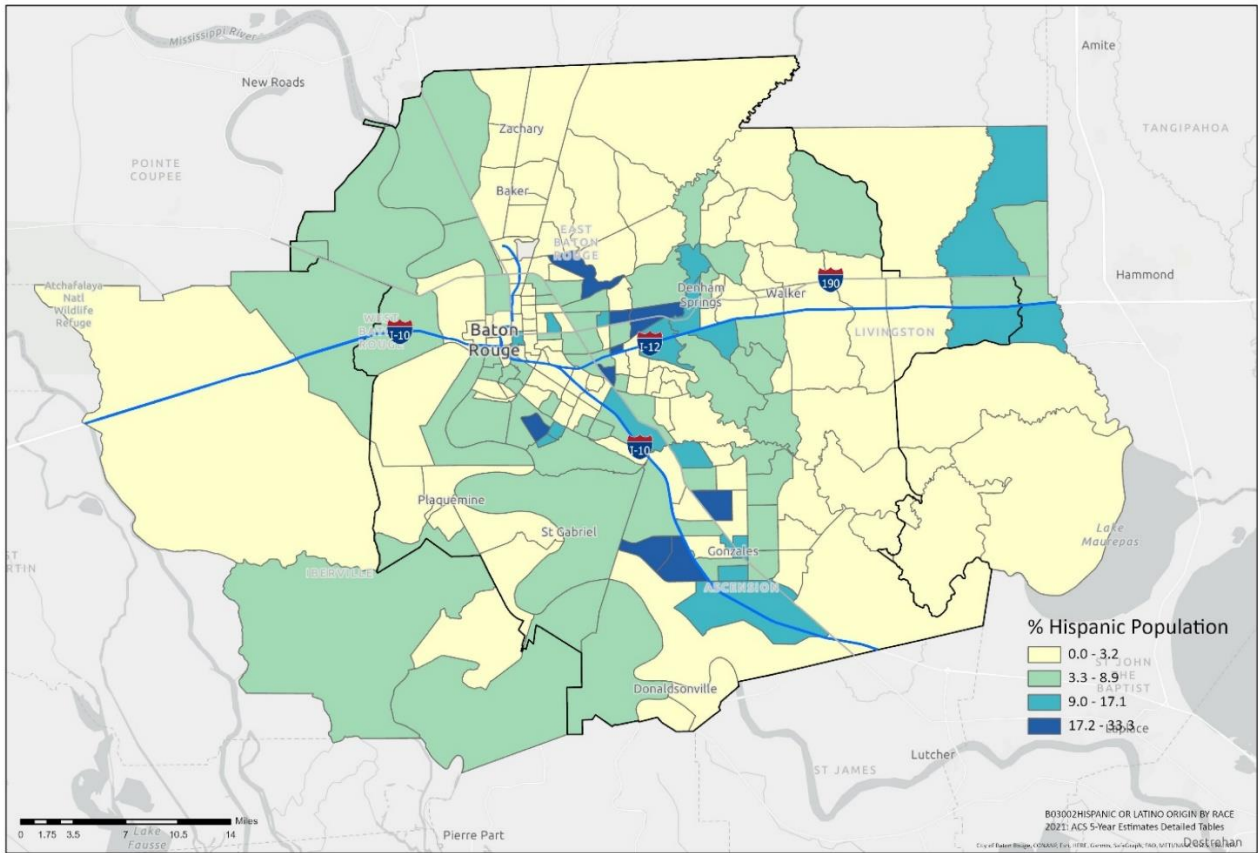 Mississippi River
New Roads
Amite
TANGIPAHOA
Zachary
POINTE
COUPEE
Baker
EAST
BATON
ROUGE
Hammond
Atchafalaya
Natl
Wildlife
Refuge
Denham
Springs
Walker
190
WEST
BATON
ROUGE
I-10
Baton
Rouge
I-12
LIVINGSTON
I-10
Plaquemine
St Gabriel
Gonzales
Lake
Maurepas
IBERVILLE
ASCENSION
Donaldsonville
% Hispanic Population
0.0 - 3.2
3.3 - 8.9
9.0 - 17.1
17.2 - 33.3
ST JOHN
THE
BAPTIST
Laplace
Lutcher
ST JAMES
Miles
0 1.75 3.5 7 10.5 14
Lake
Fausse
Pierre Part
B03002HISPANIC OR LATINO ORIGIN BY RACE
2021: ACS 5-Year Estimates Detailed Tables
Destrehan